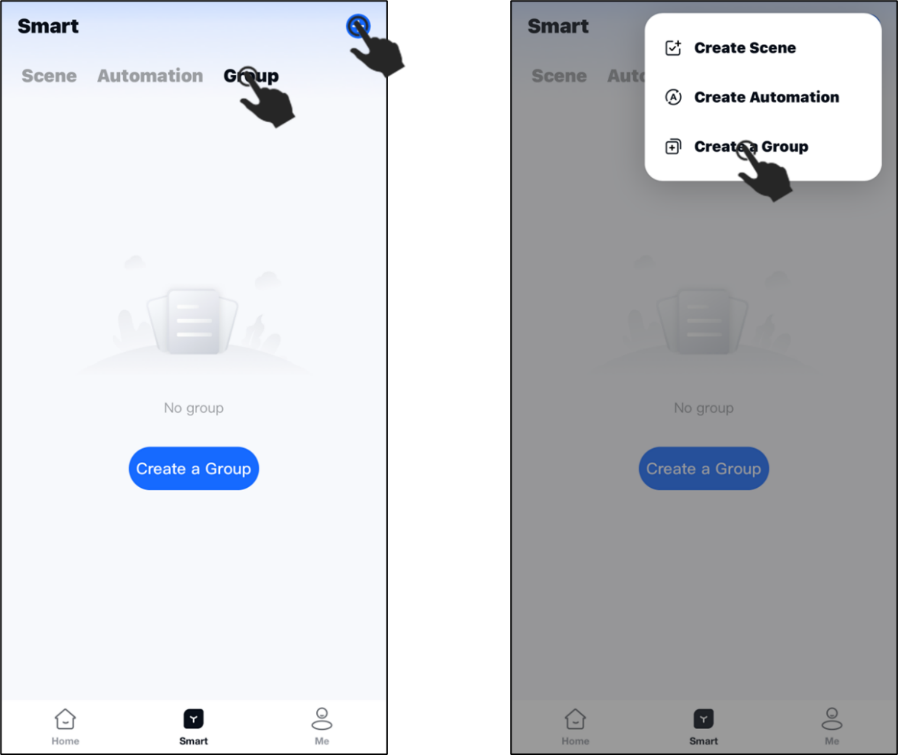 Smart
Scene Automation Group
No group
Create a Group
Home Smart Me
Smart
Scene Auto
Create Scene
Create Automation
Create a Group
No group
Create a Group
Home Smart Me